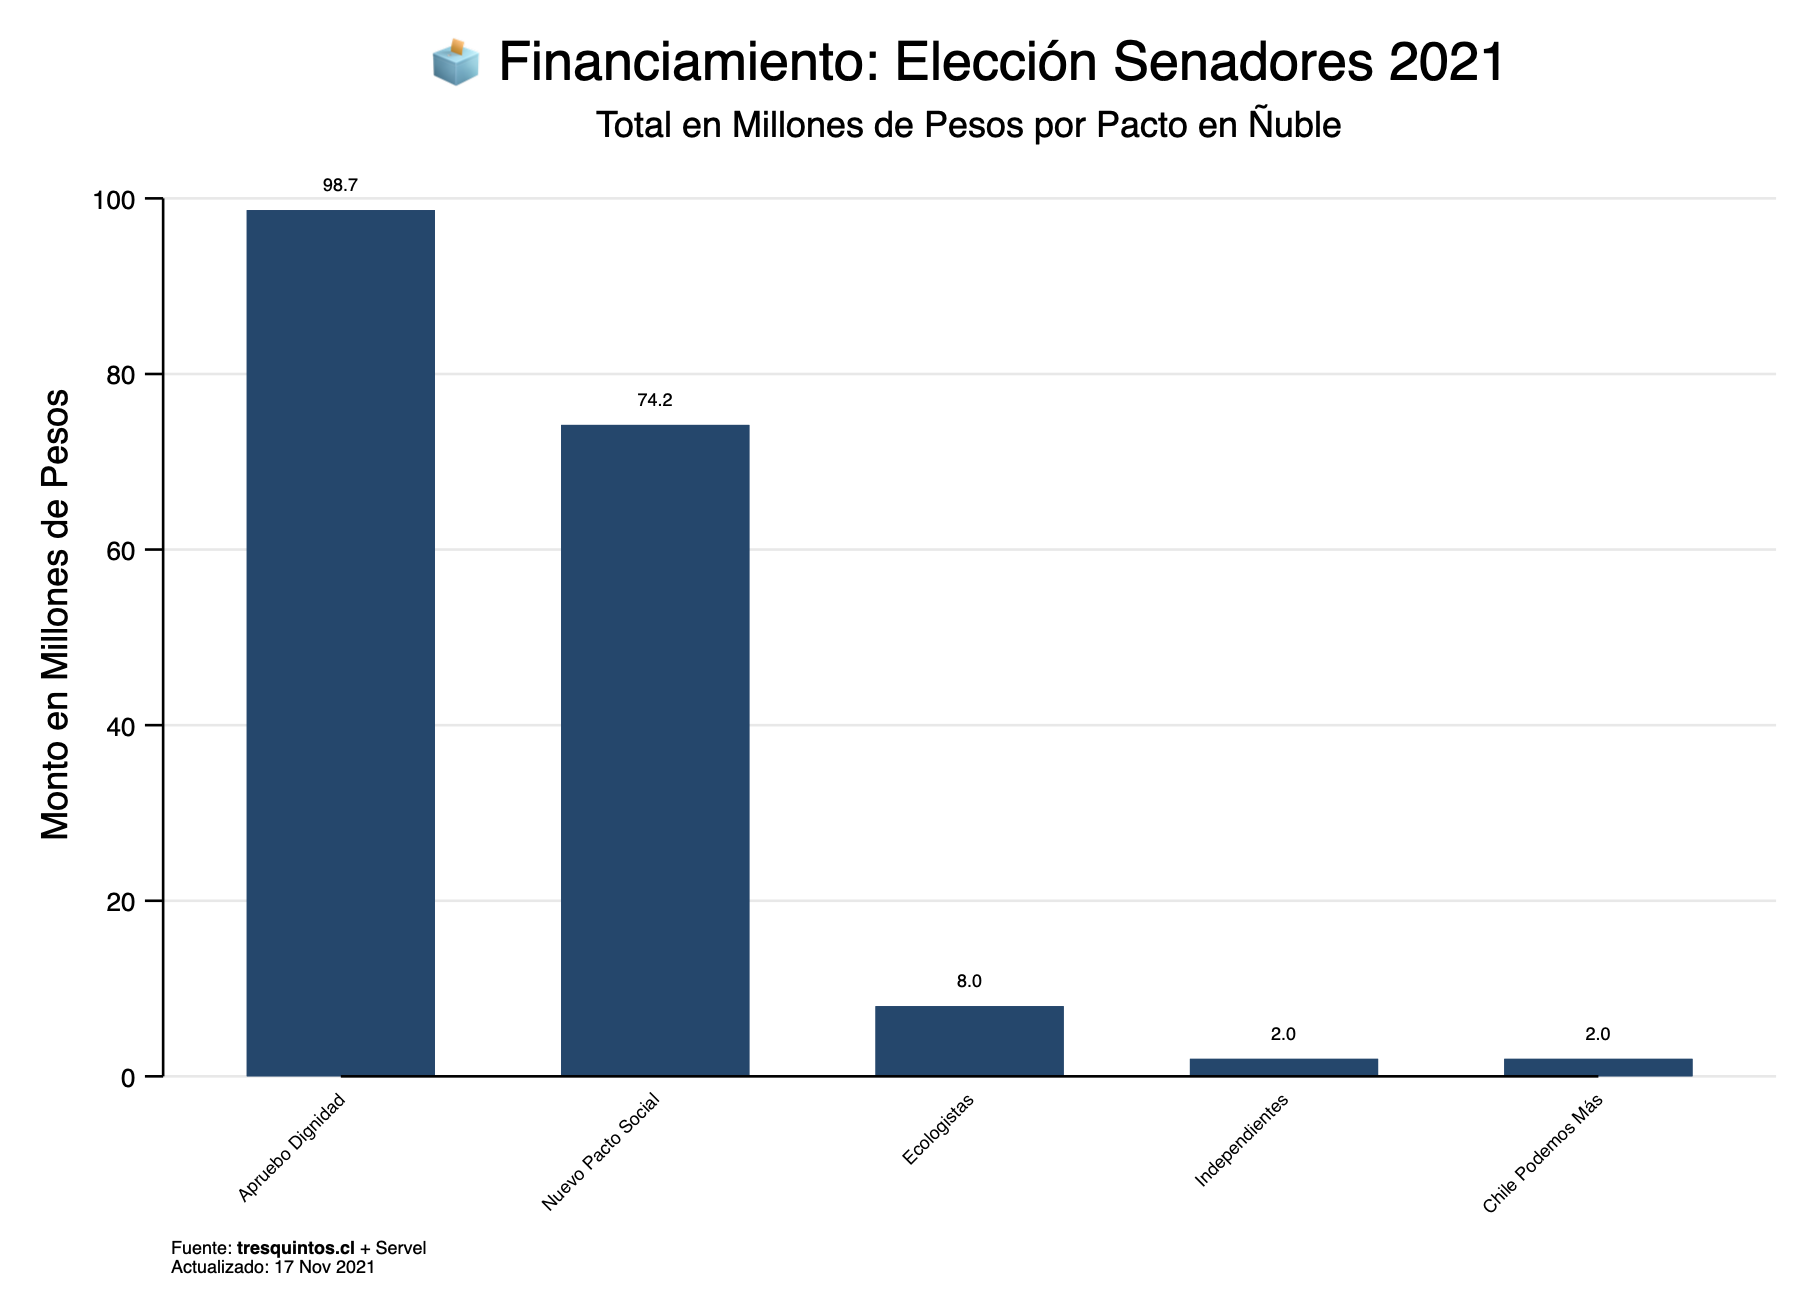 Financiamiento: Elección Senadores 2021
Total en Millones de Pesos por Pacto en Ñuble
Monto en Millones de Pesos
100
80
60
40
20
0
98.7
74.2
8.0
2.0
2.0
Apruebo Dignidad
Nuevo Pacto Social
Ecologistas
Independientes
Chile Podemos Más
Fuente: tresquintos.cl + Servel
Actualizado: 17 Nov 2021